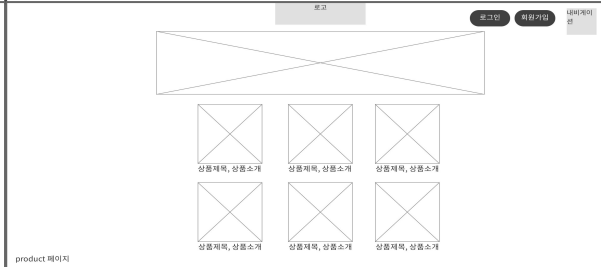 로고
로그인
회원가입
내비게이
션
상품제목, 상품소개
상품제목, 상품소개
상품제목, 상품소개
상품제목, 상품소개
상품제목, 상품소개
상품제목, 상품소개
product 페이지